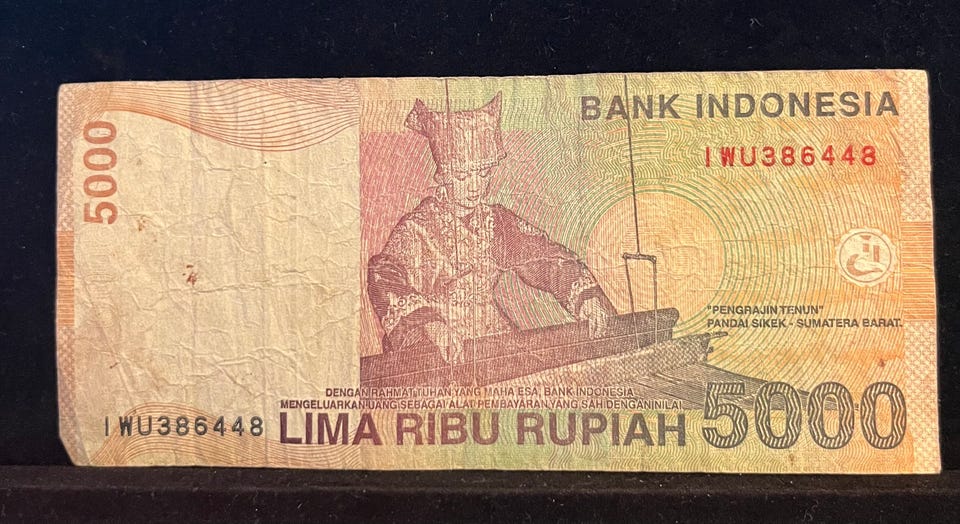 BANK INDONESIA
5000
IWU386448
"PENGRAJIN TENUN"
PANDAI SIKEK - SUMATERA BARAT.
DENGAN RAHMAT TUHAN YANG MAHA ESA, BANK INDONESIA
MENGELUARKAN UANG SEBAGAI ALAT PEMBAYARAN YANG SAH DENGAN NILAI
IWU386448
LIMA RIBU RUPIAH
5000